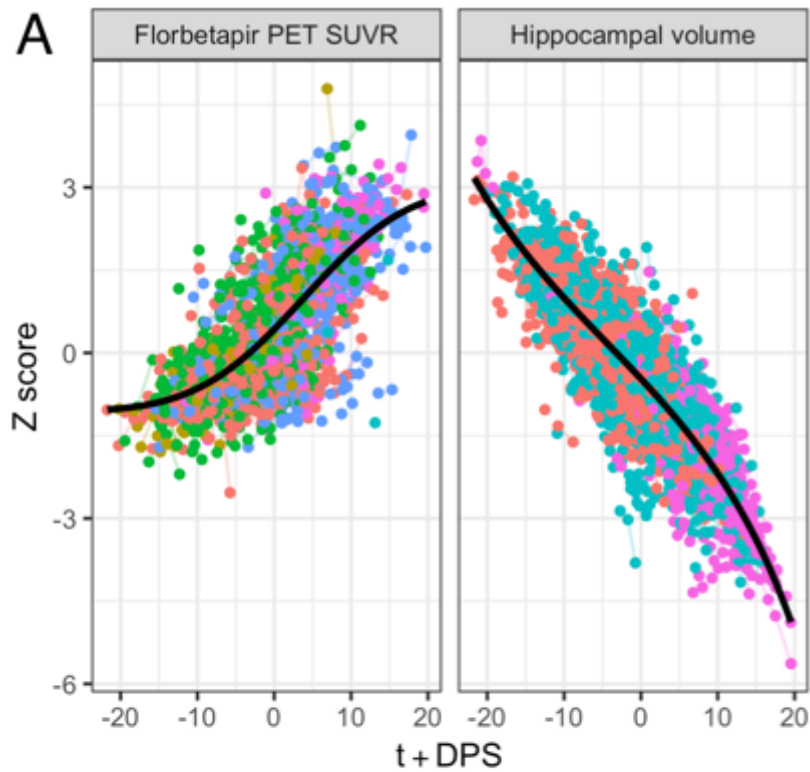 A
Florbetapir PET SUVR
Hippocampal volume
Z score
3
0
-3
-6
-20 -10 0 10 20
-20 -10 0 10 20
t + DPS